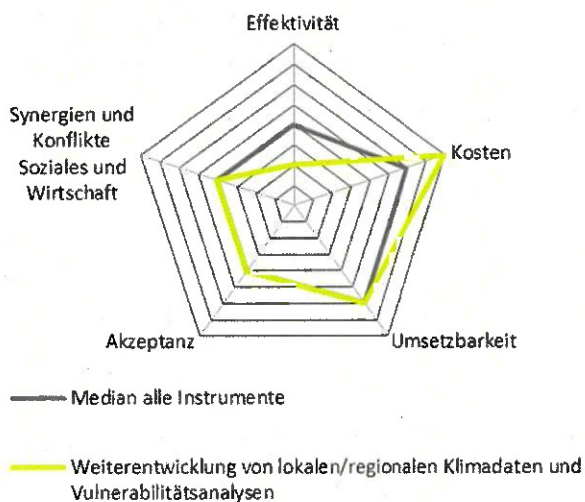 Effektivität
Synergien und
Konflikte
Soziales und
Wirtschaft
Kosten
Akzeptanz
Umsetzbarkeit
Median alle Instrumente
Weiterentwicklung von lokalen/regionalen Klimadaten und
Vulnerabilitätsanalysen